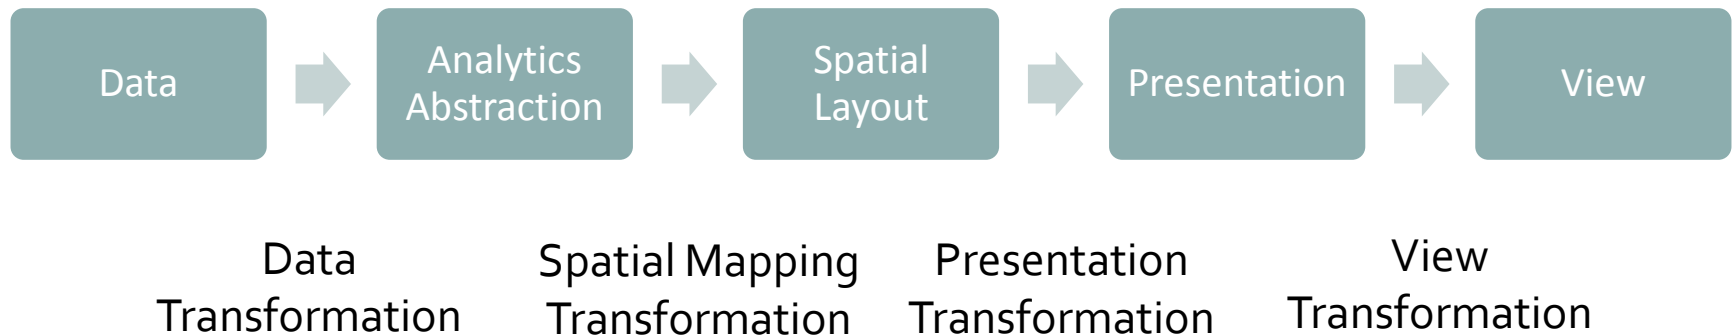 Data
Analytics
Abstraction
Spatial
Layout
Presentation
View
Data
Transformation
Spatial Mapping
Transformation
Presentation
Transformation
View
Transformation